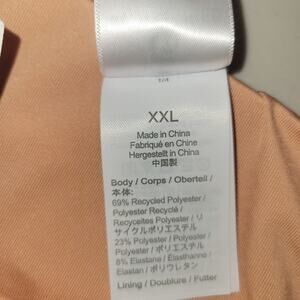 1/1
XXL
Made in China
Fabriqué en Chine
Hergestellt in China
中国製
Body / Corps / Oberteil /
本体:
69% Recycled Polyester /
Polyester Recyclé /
Recyceltes Polyester / リ
サイクルポリエステル
23% Polyester / Polyester /
Polyester / ポリエステル
8% Elastane / Élasthanne /
Elastan / ポリウレタン
Lining / Doublure / Futter